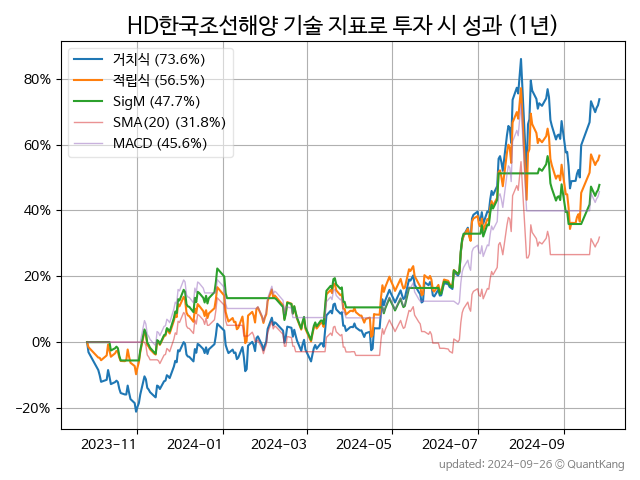 HD한국조선해양 기술 지표로 투자 시 성과 (1년)
거치식 (73.6%)
적립식 (56.5%)
SigM (47.7%)
SMA(20) (31.8%)
MACD (45.6%)
80%
60%
40%
20%
0%
−20%
2023-11 2024-01 2024-03 2024-05 2024-07 2024-09
updated: 2024-09-26 © QuantKang